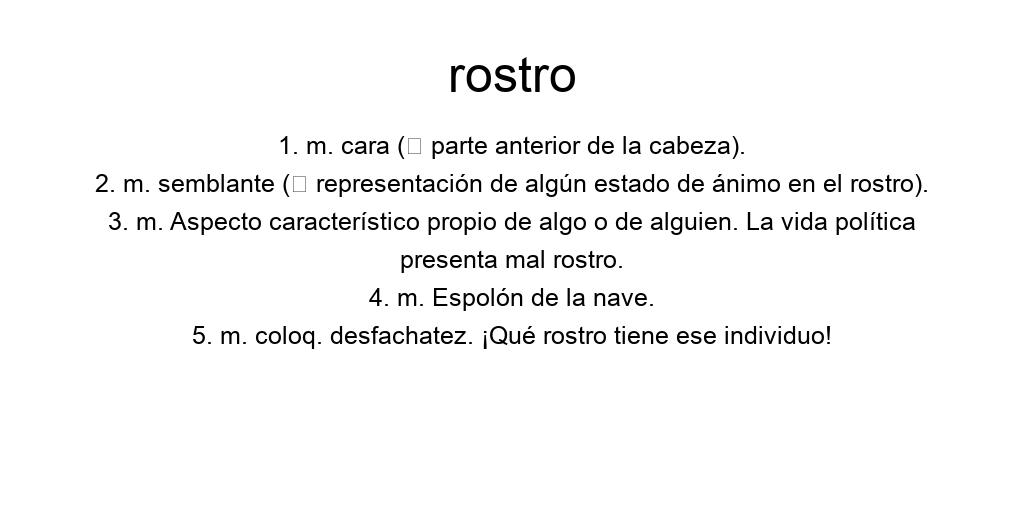 rostro
1. m. cara (□ parte anterior de la cabeza).
2. m. semblante (□ representación de algún estado de ánimo en el rostro).
3. m. Aspecto característico propio de algo o de alguien. La vida política
presenta mal rostro.
4. m. Espolón de la nave.
5. m. coloq. desfachatez. ¡Qué rostro tiene ese individuo!